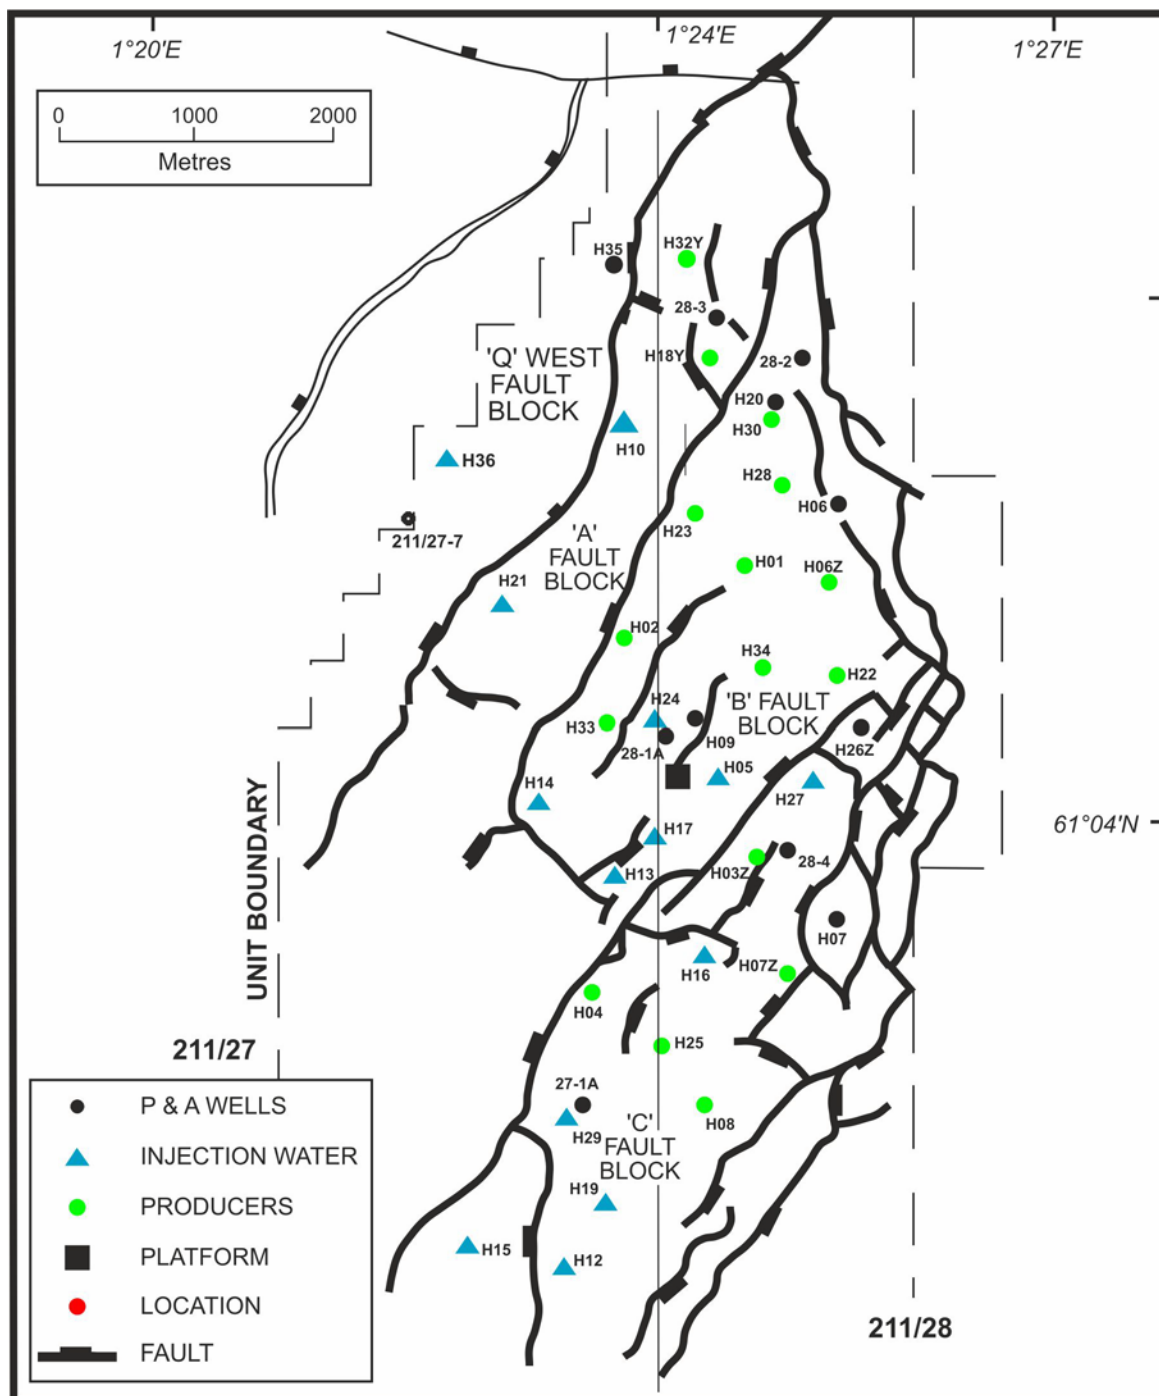 1°20'E
1°24'E
1°27'E
0
1000
2000
Metres
H35
H32Y
28-3
H18Y
28-2
'Q' WEST
FAULT
BLOCK
H20
H30
H10
H36
H28
H06
H23
211/27-7
'A'
FAULT
BLOCK
H01
H06Z
H21
H02
H34
H22
H24
'B' FAULT
BLOCK
H33
28-1A
H09
H26Z
H05
H14
H27
UNIT BOUNDARY
61°04'N
H17
H03Z
28-4
H13
H07
H16
H07Z
H04
211/27
H25
27-1A
H29
'C'
FAULT
BLOCK
H08
H19
H15
H12
P & A WELLS
INJECTION WATER
PRODUCERS
PLATFORM
LOCATION
FAULT
211/28